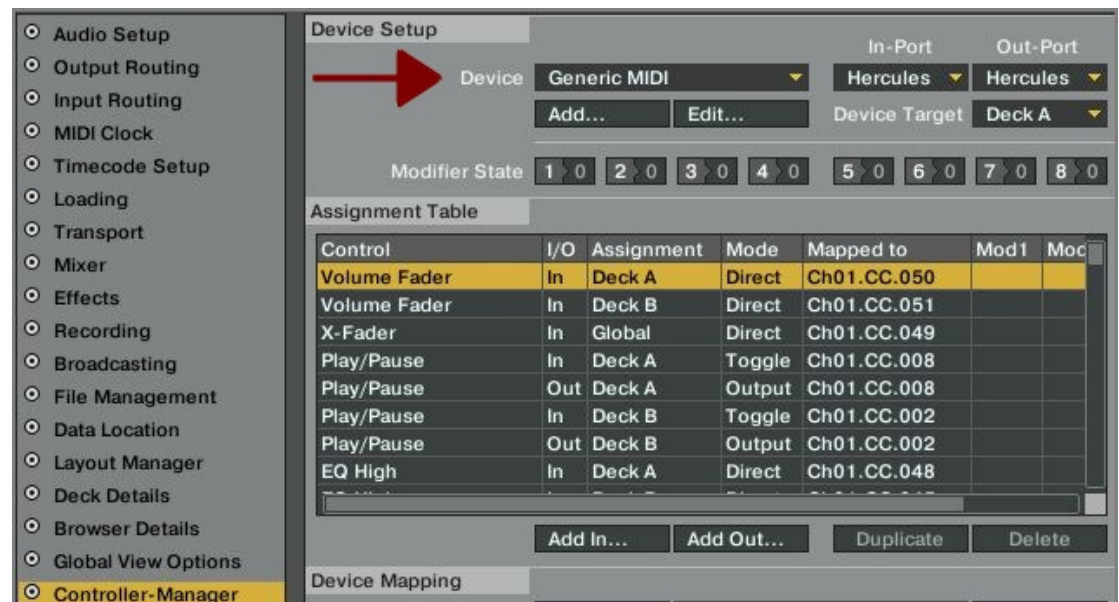 Audio Setup
Output Routing
Input Routing
MIDI Clock
Timecode Setup
Loading
Transport
Mixer
Effects
Recording
Broadcasting
File Management
Data Location
Layout Manager
Deck Details
Browser Details
Global View Options
Controller-Manager
Device Setup
In-Port Out-Port
Device Generic MIDI Hercules Hercules
Add... Edit... Device Target Deck A
Modifier State 1 0 2 0 3 0 4 0 5 0 6 0 7 0 8 0
Assignment Table
Control I/O Assignment Mode Mapped to Mod1 Mod
Volume Fader In Deck A Direct Ch01.CC.050
Volume Fader In Deck B Direct Ch01.CC.051
X-Fader In Global Direct Ch01.CC.049
Play/Pause In Deck A Toggle Ch01.CC.008
Play/Pause Out Deck A Output Ch01.CC.008
Play/Pause In Deck B Toggle Ch01.CC.002
Play/Pause Out Deck B Output Ch01.CC.002
EQ High In Deck A Direct Ch01.CC.048
Add In... Add Out... Duplicate Delete
Device Mapping